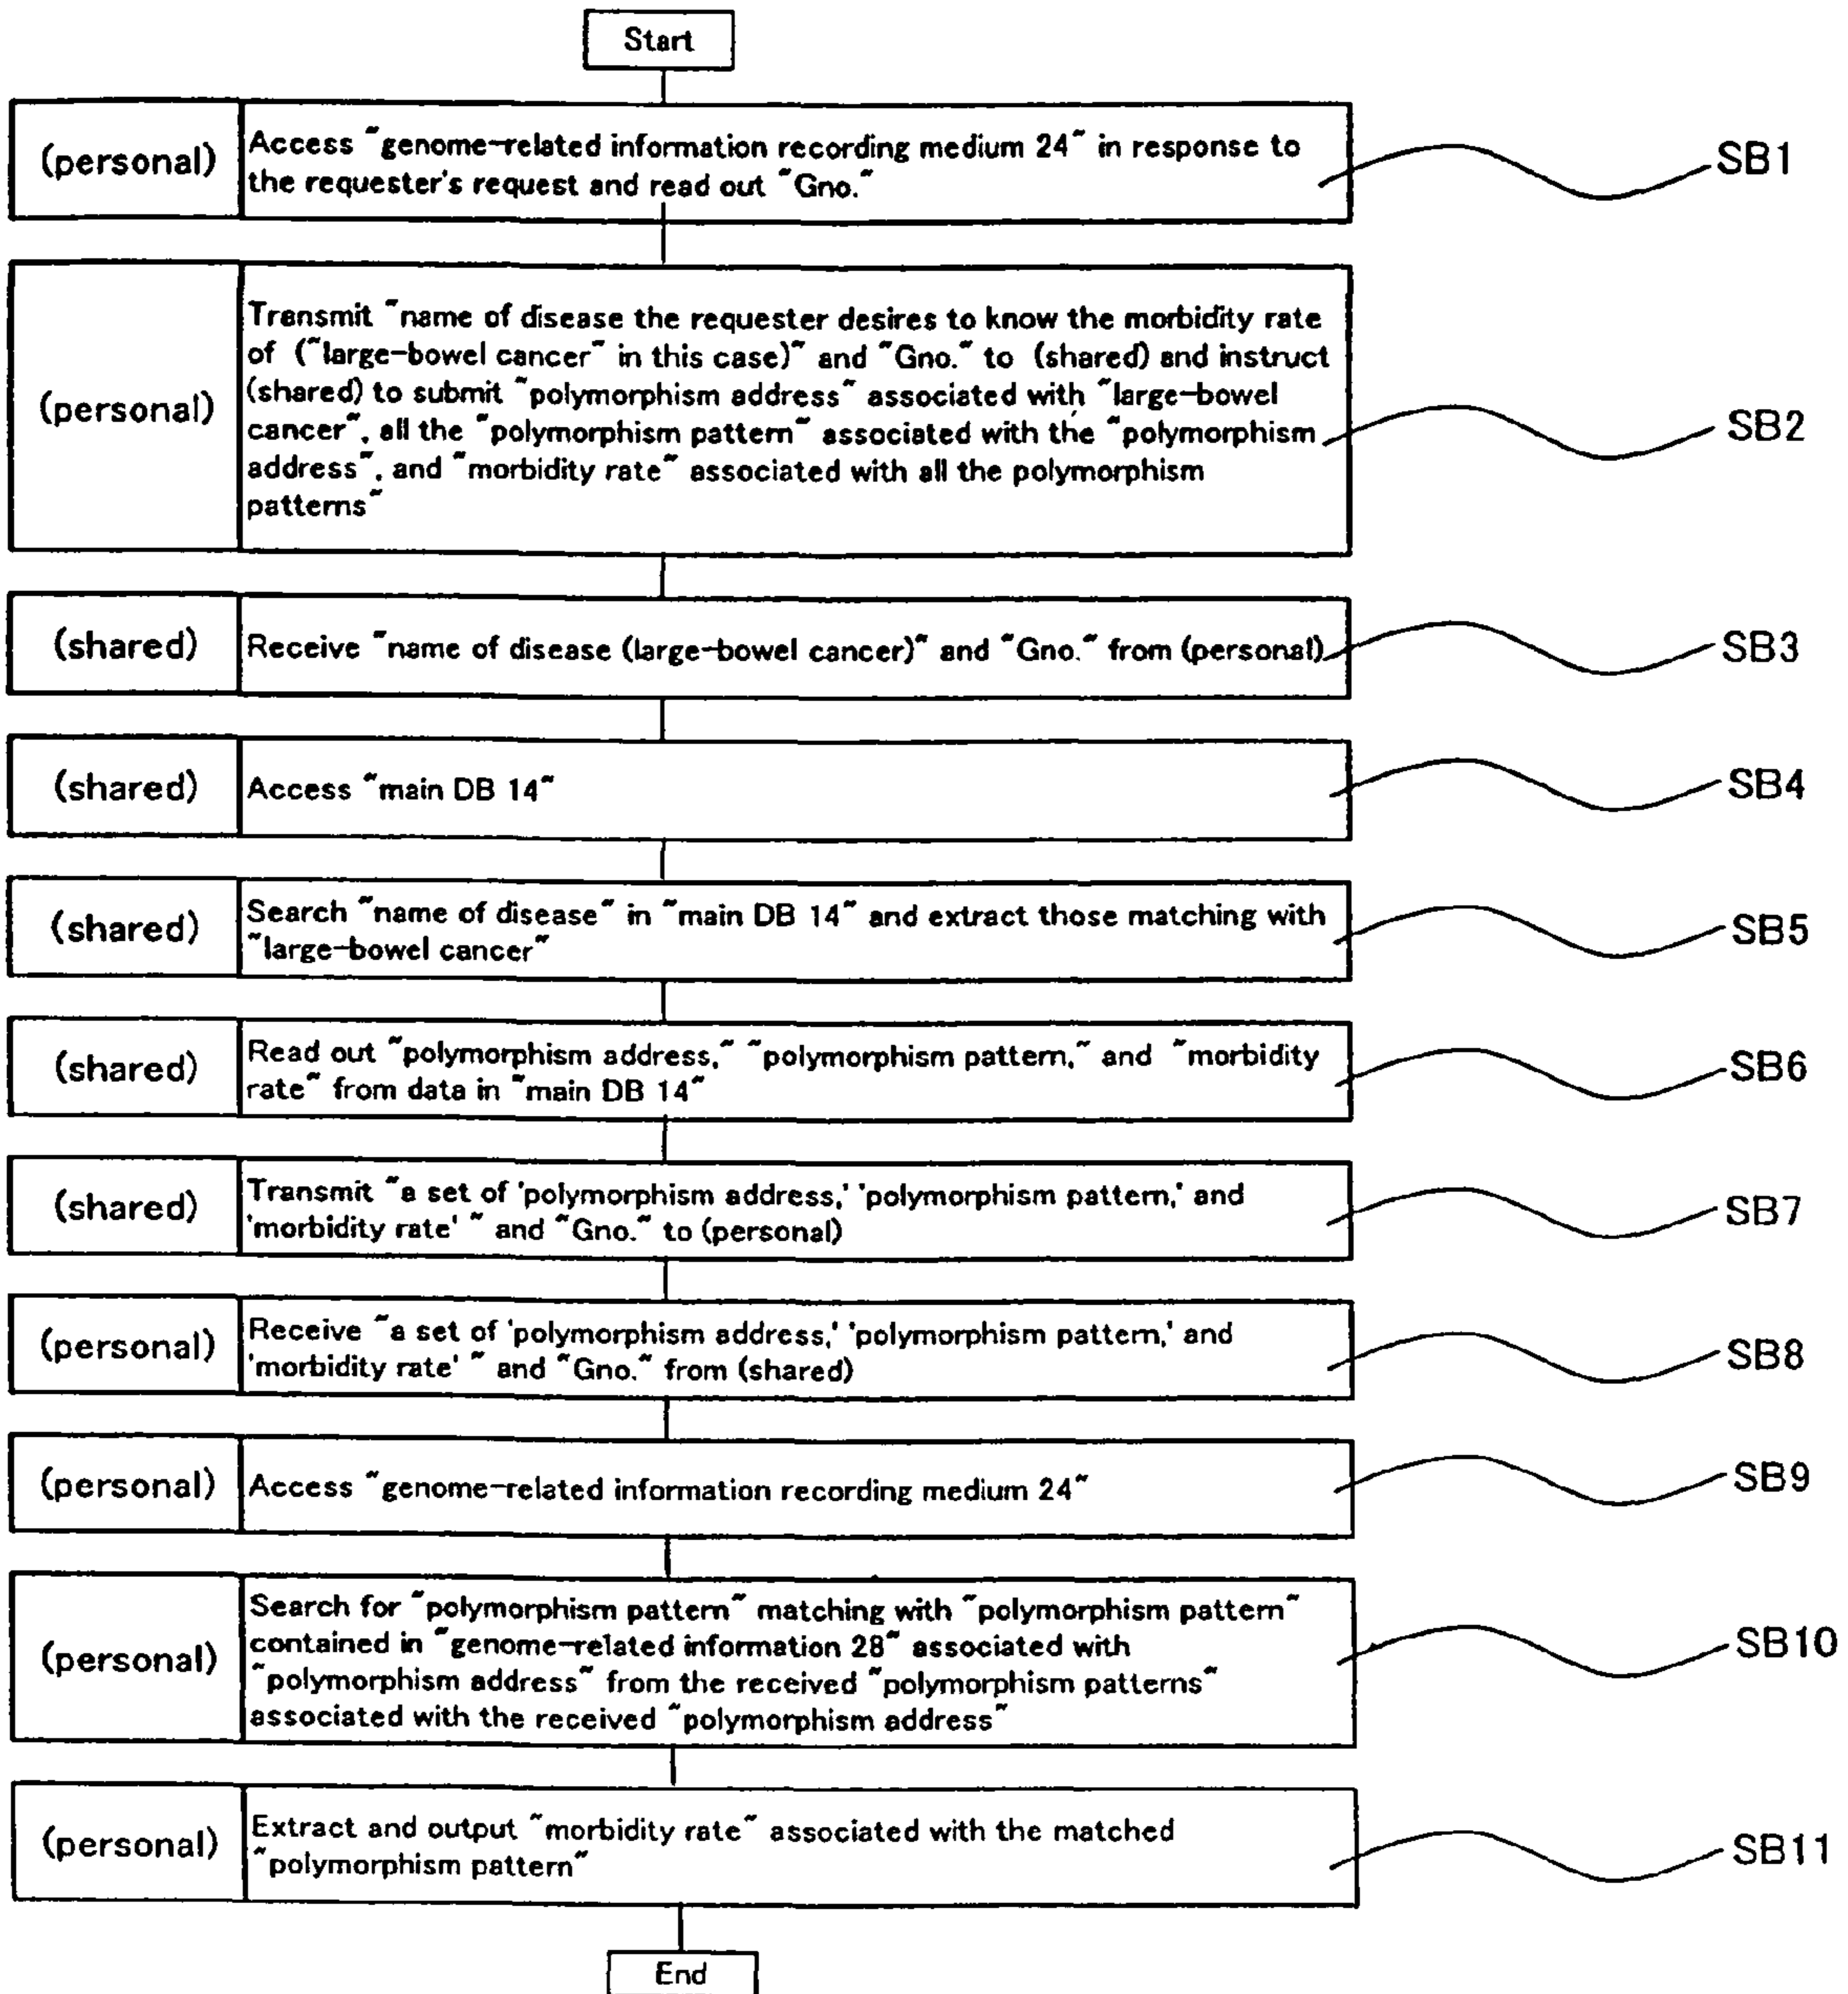 Start
(personal)
Access "genome-related information recording medium 24" in response to
the requester's request and read out "Gno."
SB1
(personal)
Transmit "name of disease the requester desires to know the morbidity rate
of ("large-bowel cancer" in this case)" and "Gno." to (shared) and instruct
(shared) to submit "polymorphism address" associated with "large-bowel
cancer", all the "polymorphism pattern" associated with the "polymorphism
address", and "morbidity rate" associated with all the polymorphism
patterns"
SB2
(shared)
Receive "name of disease (large-bowel cancer)" and "Gno." from (personal)
SB3
(shared)
Access "main DB 14"
SB4
(shared)
Search "name of disease" in "main DB 14" and extract those matching with
"large-bowel cancer"
SB5
(shared)
Read out "polymorphism address," "polymorphism pattern," and "morbidity
rate" from data in "main DB 14"
SB6
(shared)
Transmit "a set of 'polymorphism address,' 'polymorphism pattern,' and
'morbidity rate' " and "Gno." to (personal)
SB7
(personal)
Receive "a set of 'polymorphism address,' 'polymorphism pattern,' and
'morbidity rate' " and "Gno." from (shared)
SB8
(personal)
Access "genome-related information recording medium 24"
SB9
(personal)
Search for "polymorphism pattern" matching with "polymorphism pattern"
contained in "genome-related information 28" associated with
"polymorphism address" from the received "polymorphism patterns"
associated with the received "polymorphism address"
SB10
(personal)
Extract and output "morbidity rate" associated with the matched
"polymorphism pattern"
SB11
End